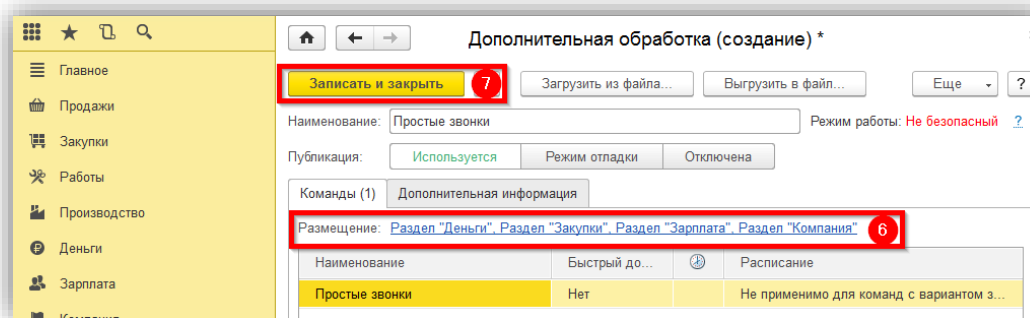 Дополнительная обработка (создание) *
Главное
Продажи
Закупки
Работы
Производство
Деньги
Зарплата
Записать и закрыть 7 Загрузить из файла... Выгрузить в файл... Еще ?
Наименование: Простые звонки Режим работы: Не безопасный ?
Публикация: Используется Режим отладки Отключена
Команды (1) Дополнительная информация
Размещение: Раздел "Деньги", Раздел "Закупки", Раздел "Зарплата", Раздел "Компания" 6
Наименование Быстрый до... Расписание
Простые звонки Нет Не применимо для команд с вариантом з...